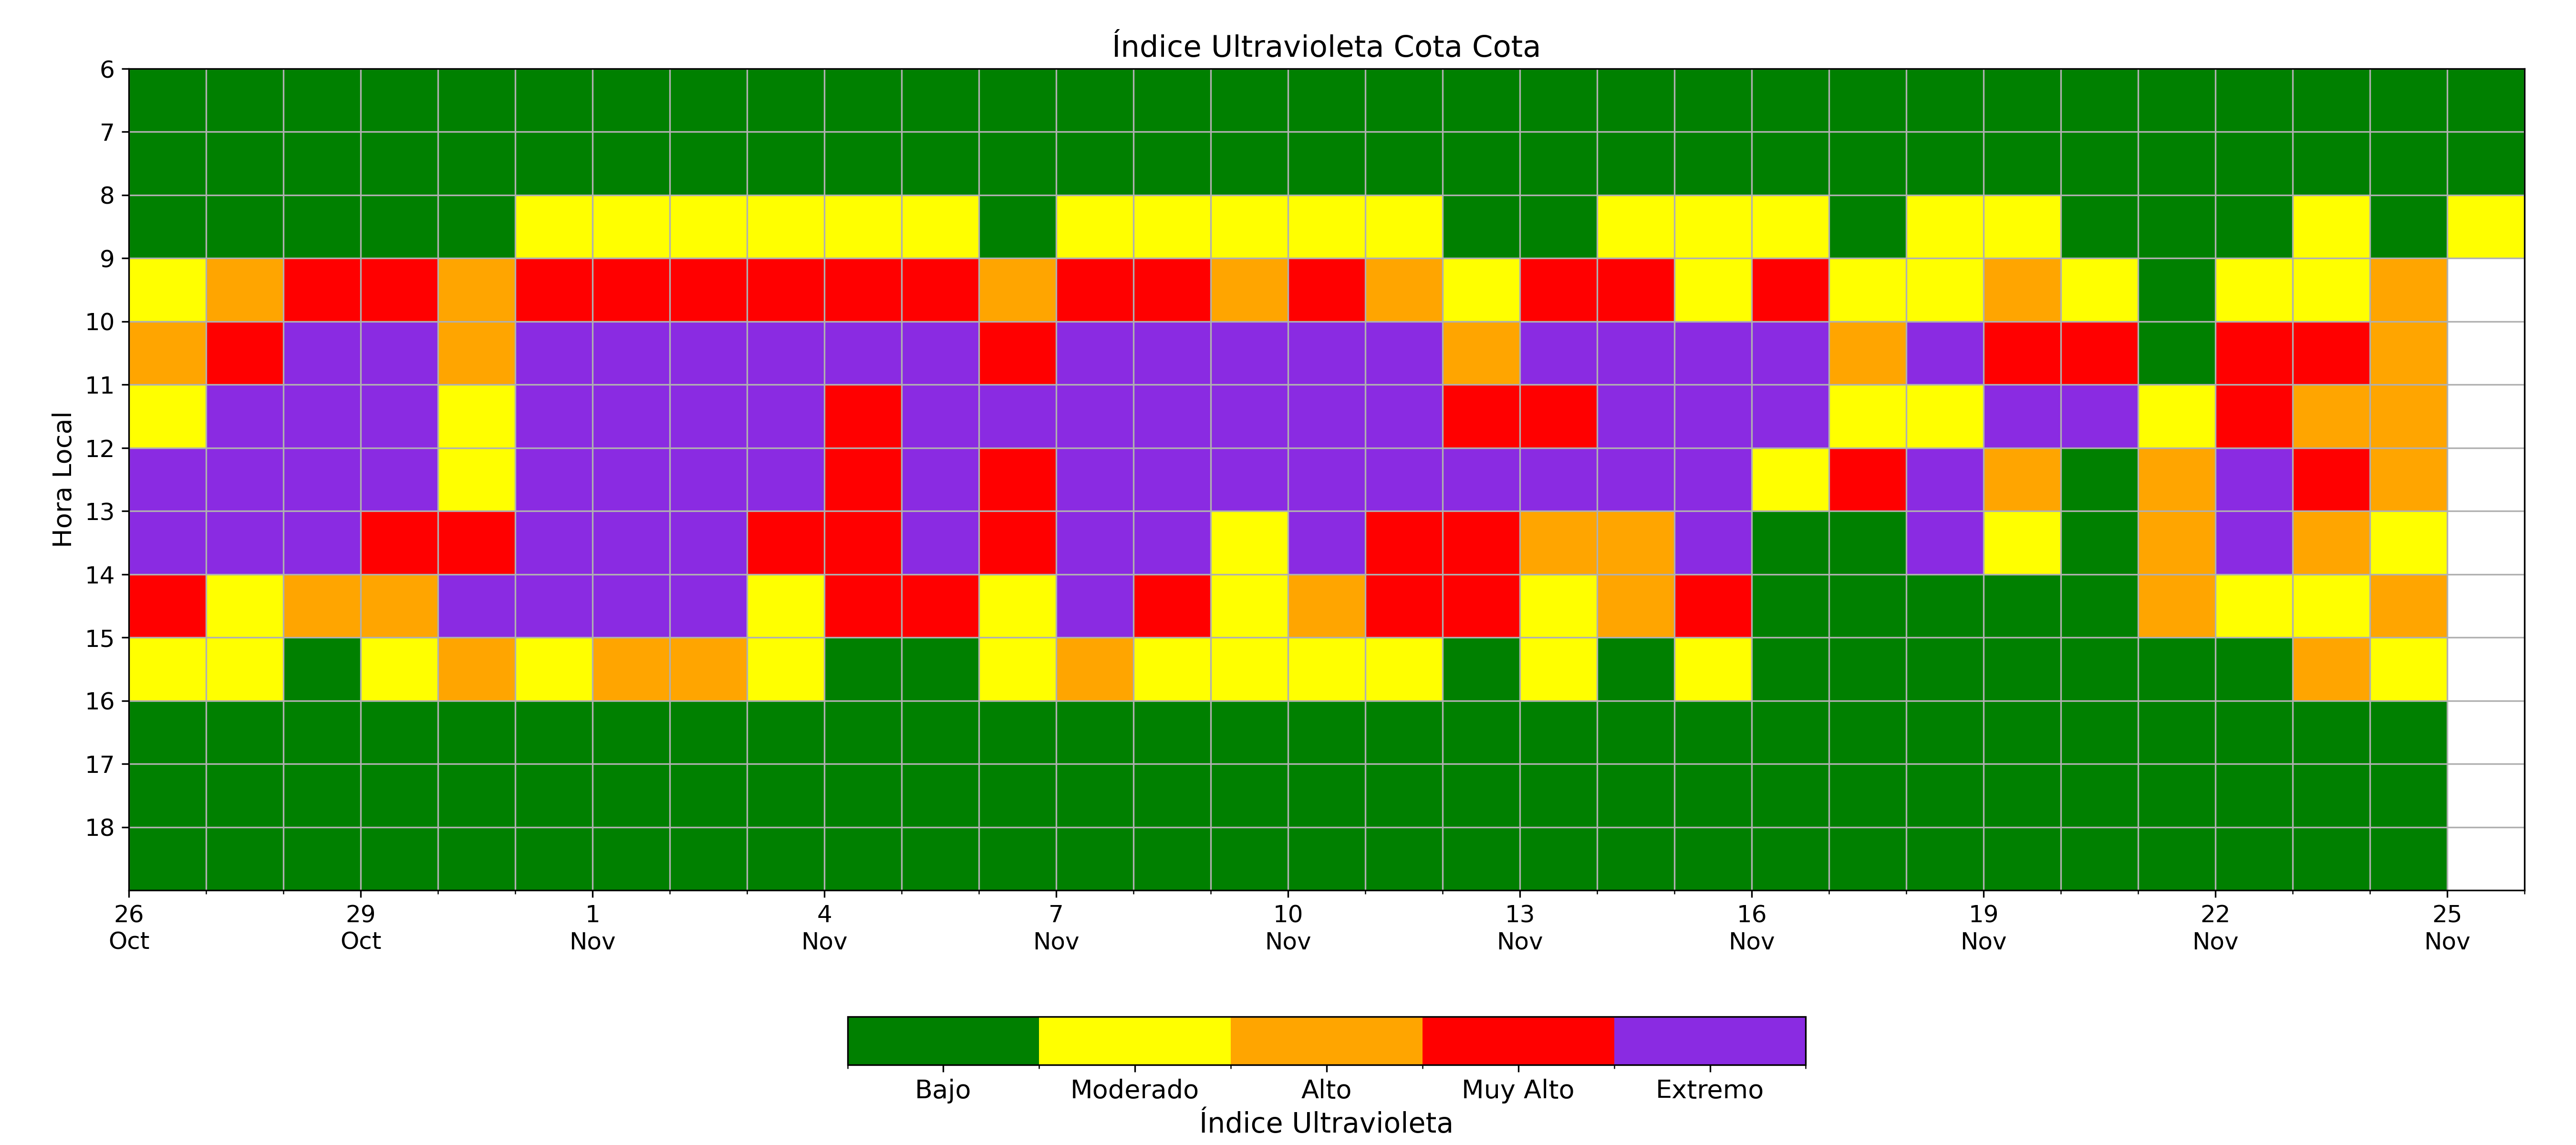 Índice Ultravioleta Cota Cota
Hora Local
6
7
8
9
10
11
12
13
14
15
16
17
18
26 29 1 4 7 10 13 16 19 22 25
Oct Oct Nov Nov Nov Nov Nov Nov Nov Nov Nov
Bajo Moderado Alto Muy Alto Extremo
Índice Ultravioleta